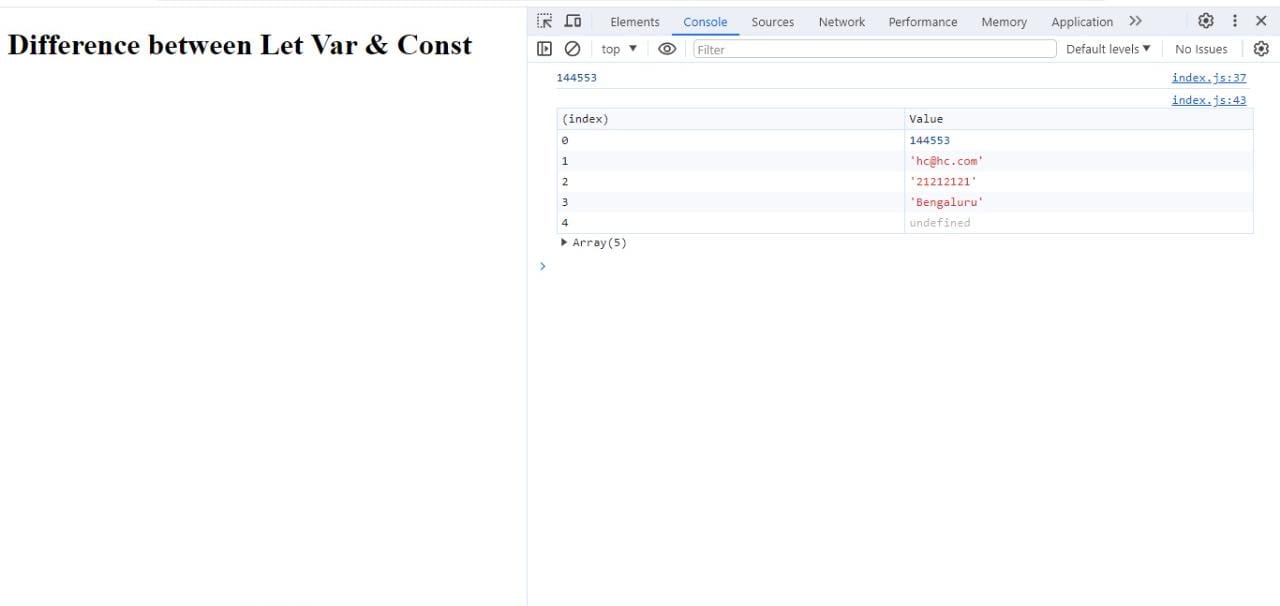 Difference between Let Var & Const
Elements Console Sources Network Performance Memory Application
top Filter Default levels No Issues
144553 index.js:37
index.js:43
(index) Value
0 144553
1 'hc@hc.com'
2 '21212121'
3 'Bengaluru'
4 undefined
Array(5)